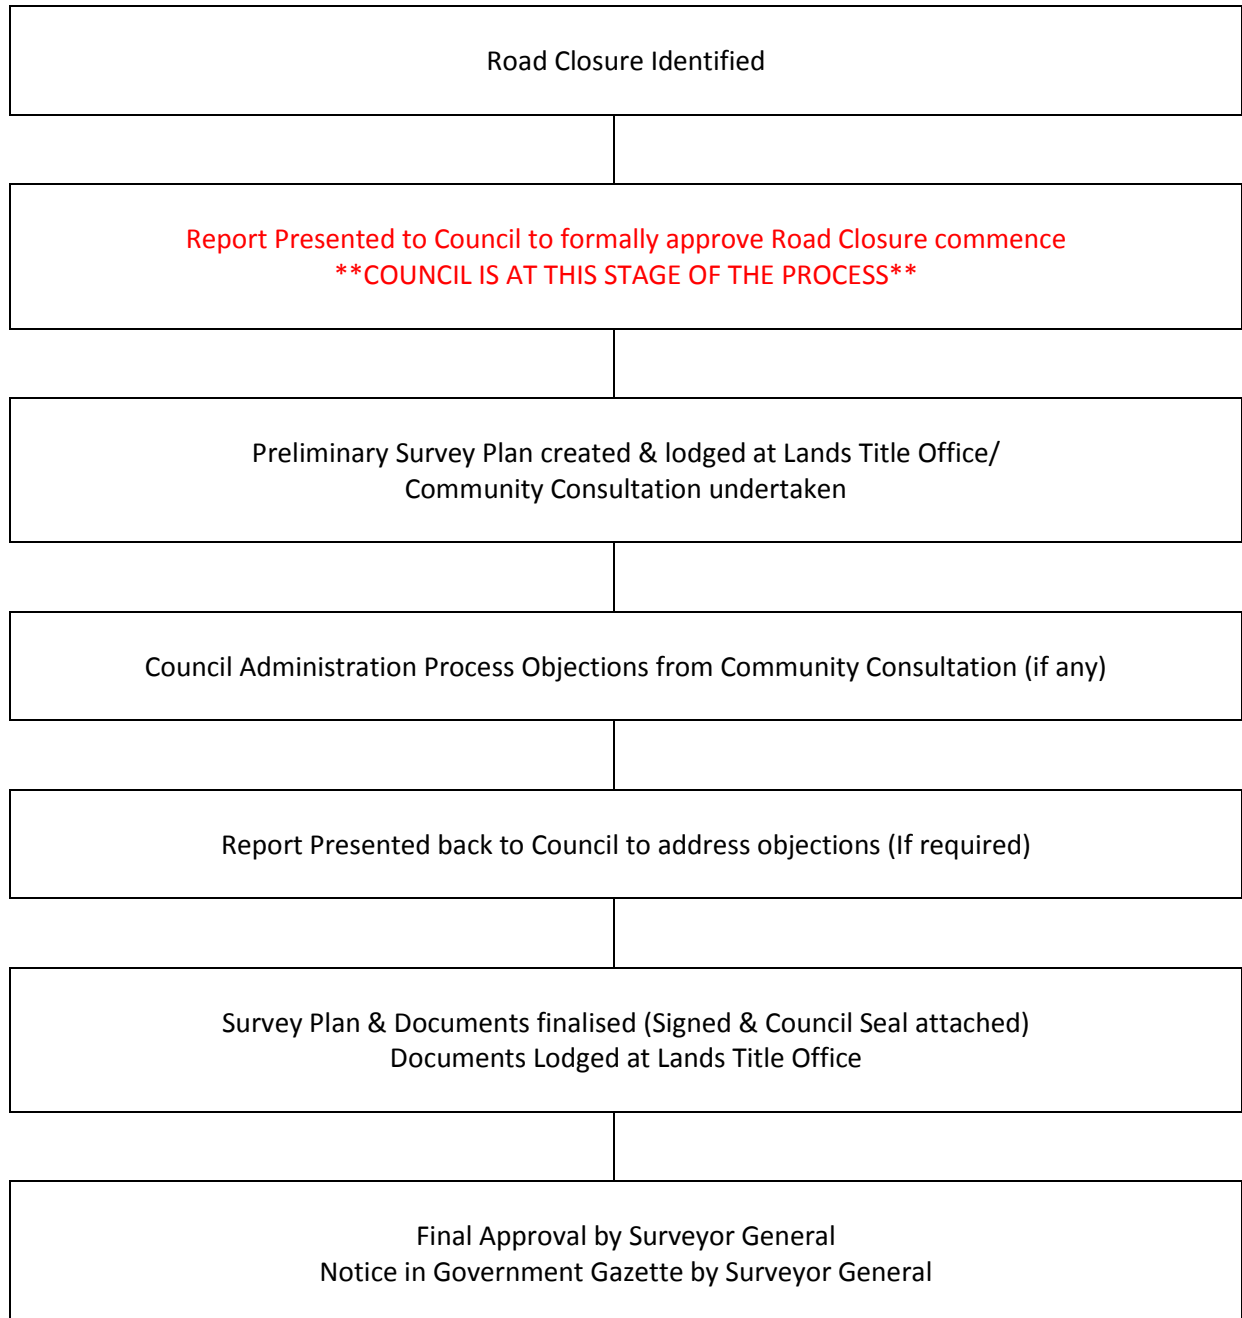 Road Closure Identified
Report Presented to Council to formally approve Road Closure commence
**COUNCIL IS AT THIS STAGE OF THE PROCESS**
Preliminary Survey Plan created & lodged at Lands Title Office/
Community Consultation undertaken
Council Administration Process Objections from Community Consultation (if any)
Report Presented back to Council to address objections (If required)
Survey Plan & Documents finalised (Signed & Council Seal attached)
Documents Lodged at Lands Title Office
Final Approval by Surveyor General
Notice in Government Gazette by Surveyor General